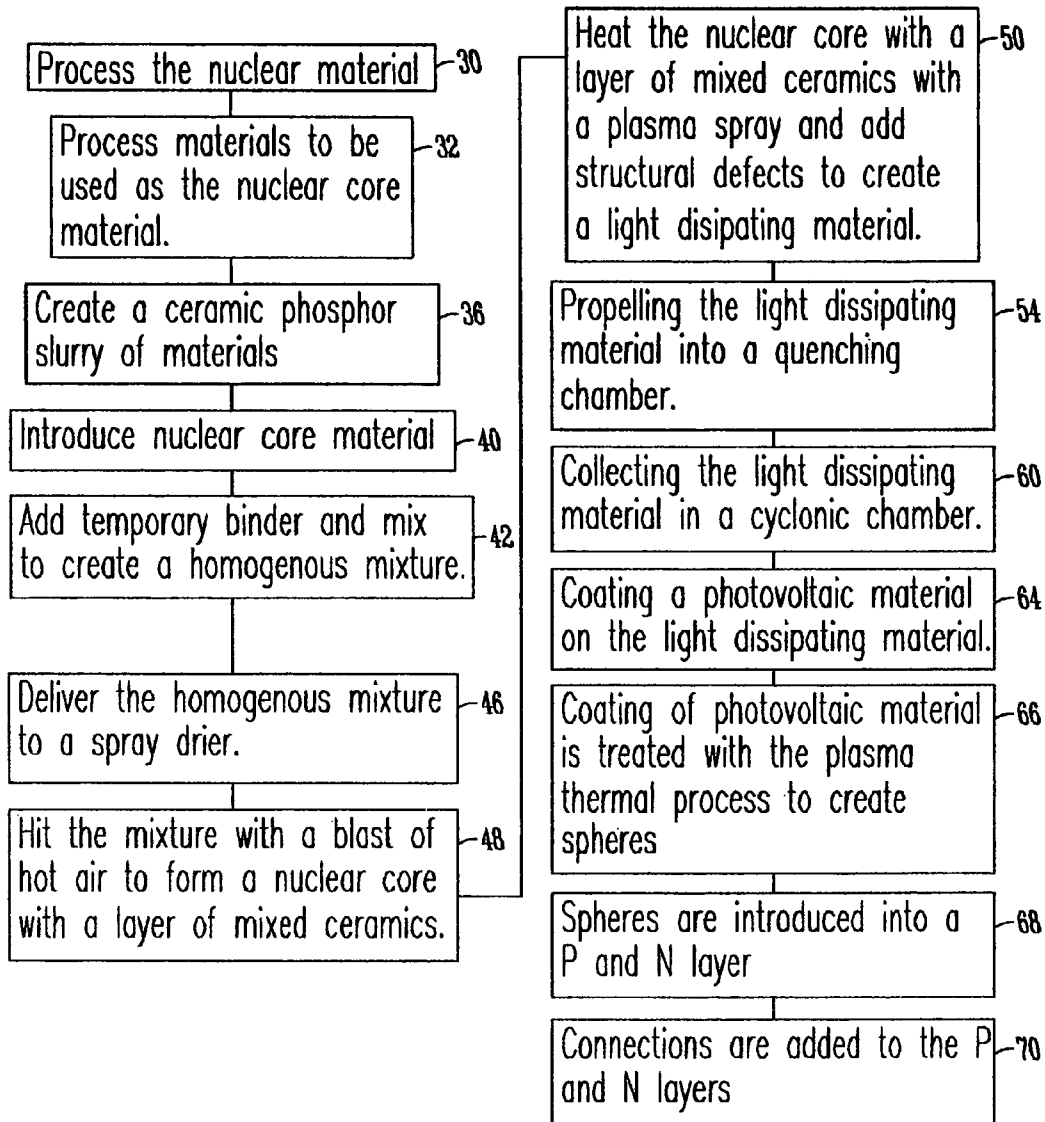 Process the nuclear material
30
Process materials to be
used as the nuclear core
material.
32
Create a ceramic phosphor
slurry of materials
36
Introduce nuclear core material
40
Add temporary binder and mix
to create a homogenous mixture.
42
Deliver the homogenous mixture
to a spray drier.
46
Hit the mixture with a blast of
hot air to form a nuclear core
with a layer of mixed ceramics.
48
Heat the nuclear core with a
layer of mixed ceramics with
a plasma spray and add
structural defects to create
a light disipating material.
50
Propelling the light dissipating
material into a quenching
chamber.
54
Collecting the light dissipating
material in a cyclonic chamber.
60
Coating a photovoltaic material
on the light dissipating material.
64
Coating of photovoltaic material
is treated with the plasma
thermal process to create
spheres
66
Spheres are introduced into a
P and N layer
68
Connections are added to the P
and N layers
70